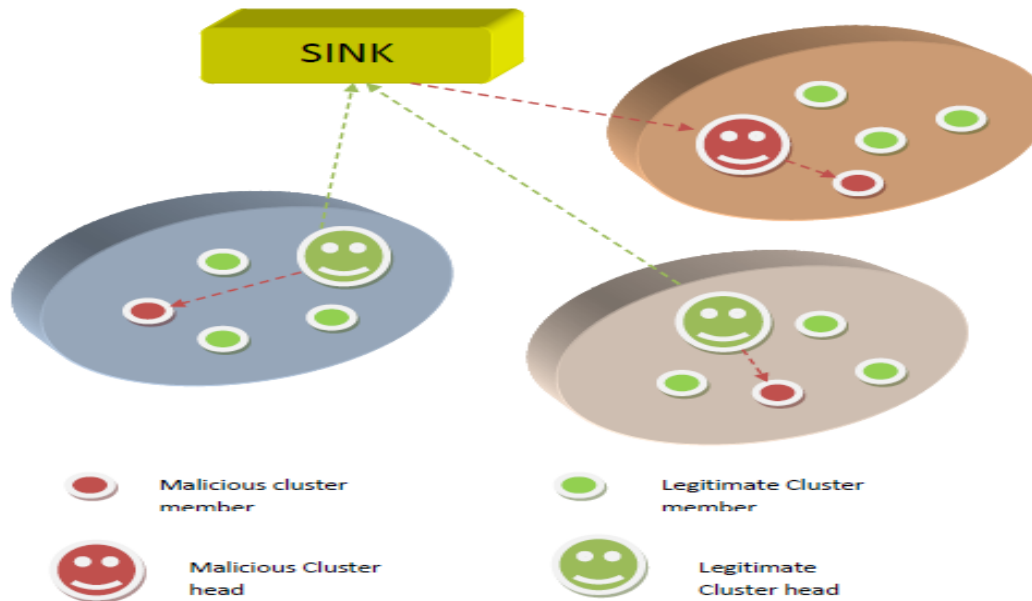 SINK
Malicious cluster
member
Legitimate Cluster
member
Malicious Cluster
head
Legitimate
Cluster head